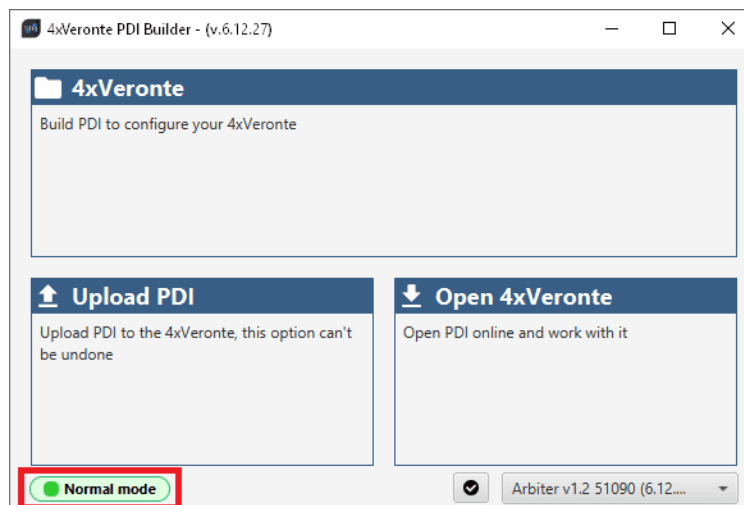 4xVeronte PDI Builder - (v.6.12.27)
4xVeronte
Build PDI to configure your 4xVeronte
Upload PDI
Upload PDI to the 4xVeronte, this option can't
be undone
Open 4xVeronte
Open PDI online and work with it
Normal mode
Arbiter v1.2 51090 (6.12....